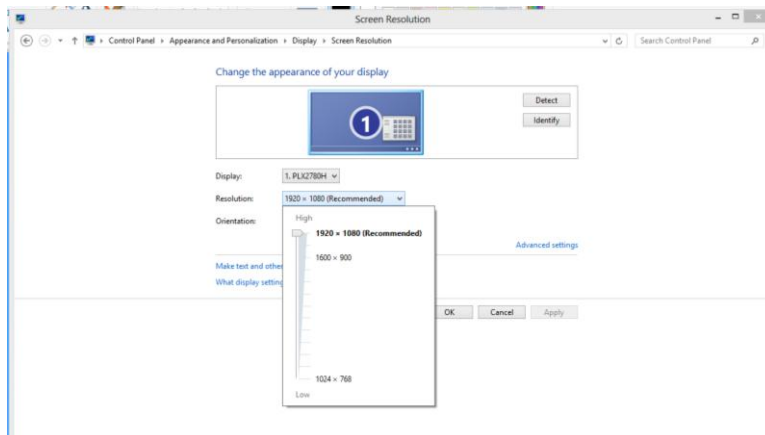 Screen Resolution
Control Panel › Appearance and Personalization › Display › Screen Resolution
Search Control Panel
Change the appearance of your display
1
Detect
Identify
Display: 1. PLX2780H
Resolution: 1920 × 1080 (Recommended)
Orientation:
High
1920 × 1080 (Recommended)
1600 × 900
1024 × 768
Low
Advanced settings
Make text and other
What display setting
OK Cancel Apply